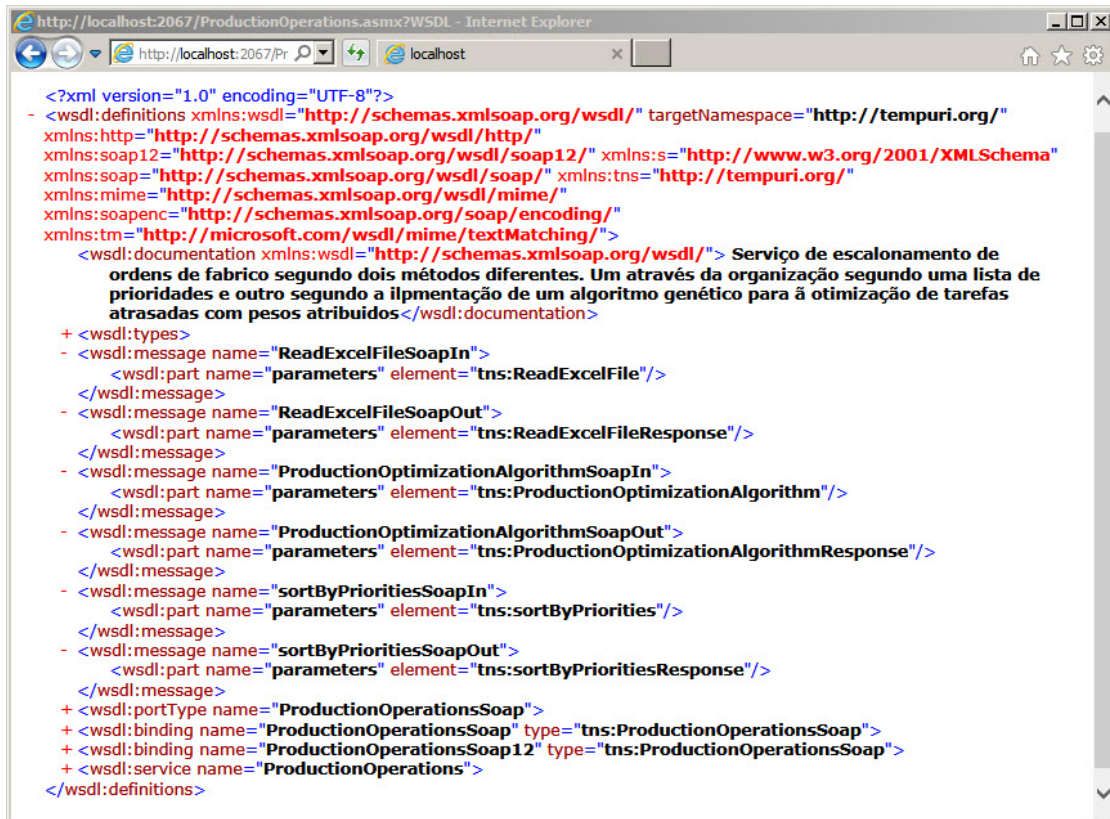 http://localhost:2067/ProductionOperations.asmx?WSDL - Internet Explorer
http://localhost:2067/Pr
localhost
<?xml version="1.0" encoding="UTF-8"?>
- <wsdl:definitions xmlns:wsdl="http://schemas.xmlsoap.org/wsdl/" targetNamespace="http://tempuri.org/"
xmlns:http="http://schemas.xmlsoap.org/wsdl/http/"
xmlns:soap12="http://schemas.xmlsoap.org/wsdl/soap12/" xmlns:s="http://www.w3.org/2001/XMLSchema"
xmlns:soap="http://schemas.xmlsoap.org/wsdl/soap/" xmlns:tns="http://tempuri.org/"
xmlns:mime="http://schemas.xmlsoap.org/wsdl/mime/"
xmlns:soapenc="http://schemas.xmlsoap.org/soap/encoding/"
xmlns:tm="http://microsoft.com/wsdl/mime/textMatching/">
<wsdl:documentation xmlns:wsdl="http://schemas.xmlsoap.org/wsdl/"> Serviço de escalonamento de
ordens de fabrico segundo dois métodos diferentes. Um através da organização segundo uma lista de
prioridades e outro segundo a ilpmentação de um algoritmo genético para ã otimização de tarefas
atrasadas com pesos atribuidos</wsdl:documentation>
+ <wsdl:types>
- <wsdl:message name="ReadExcelFileSoapIn">
<wsdl:part name="parameters" element="tns:ReadExcelFile"/>
</wsdl:message>
- <wsdl:message name="ReadExcelFileSoapOut">
<wsdl:part name="parameters" element="tns:ReadExcelFileResponse"/>
</wsdl:message>
- <wsdl:message name="ProductionOptimizationAlgorithmSoapIn">
<wsdl:part name="parameters" element="tns:ProductionOptimizationAlgorithm"/>
</wsdl:message>
- <wsdl:message name="ProductionOptimizationAlgorithmSoapOut">
<wsdl:part name="parameters" element="tns:ProductionOptimizationAlgorithmResponse"/>
</wsdl:message>
- <wsdl:message name="sortByPrioritiesSoapIn">
<wsdl:part name="parameters" element="tns:sortByPriorities"/>
</wsdl:message>
- <wsdl:message name="sortByPrioritiesSoapOut">
<wsdl:part name="parameters" element="tns:sortByPrioritiesResponse"/>
</wsdl:message>
+ <wsdl:portType name="ProductionOperationsSoap">
+ <wsdl:binding name="ProductionOperationsSoap" type="tns:ProductionOperationsSoap">
+ <wsdl:binding name="ProductionOperationsSoap12" type="tns:ProductionOperationsSoap">
+ <wsdl:service name="ProductionOperations">
</wsdl:definitions>